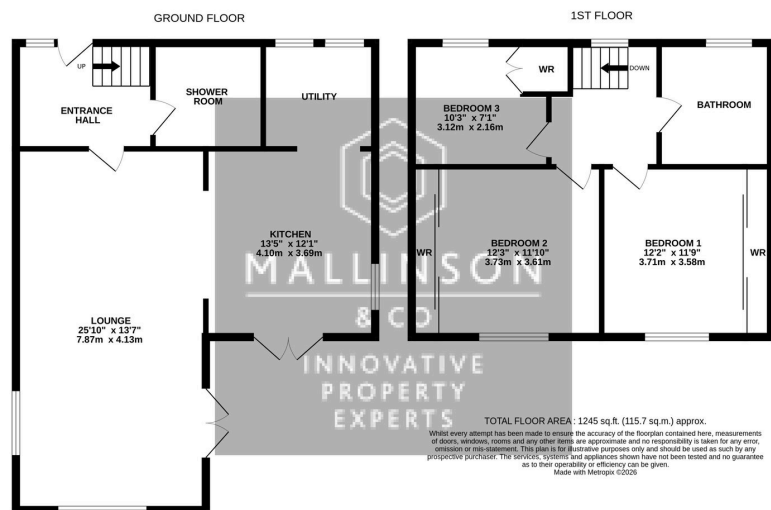 GROUND FLOOR
1ST FLOOR
UP
ENTRANCE
HALL
SHOWER
ROOM
UTILITY
KITCHEN
13'5" x 12'1"
4.10m x 3.69m
LOUNGE
25'10" x 13'7"
7.87m x 4.13m
WR
DOWN
BATHROOM
BEDROOM 3
10'3" x 7'1"
3.12m x 2.16m
WR
BEDROOM 2
12'3" x 11'10"
3.73m x 3.61m
BEDROOM 1
12'2" x 11'9"
3.71m x 3.58m
WR
MALLINSON
& CO
INNOVATIVE
PROPERTY
EXPERTS
TOTAL FLOOR AREA : 1245 sq.ft. (115.7 sq.m.) approx.
Whilst every attempt has been made to ensure the accuracy of the floorplan contained here, measurements
of doors, windows, rooms and any other items are approximate and no responsibility is taken for any error,
omission or mis-statement. This plan is for illustrative purposes only and should be used as such by any
prospective purchaser. The services, systems and appliances shown have not been tested and no guarantee
as to their operability or efficiency can be given.
Made with Metropix ©2026